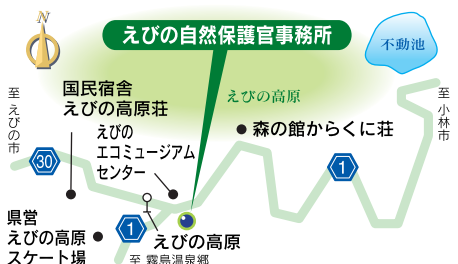 N
えびの自然保護官事務所
不動池
至えびの市
国民宿舎
えびの高原荘
えびの高原
至小林市
えびの
エコミュージアム
センター
森の館からくに荘
30
1
県営
えびの高原
スケート場
1
えびの高原
至 霧島温泉郷